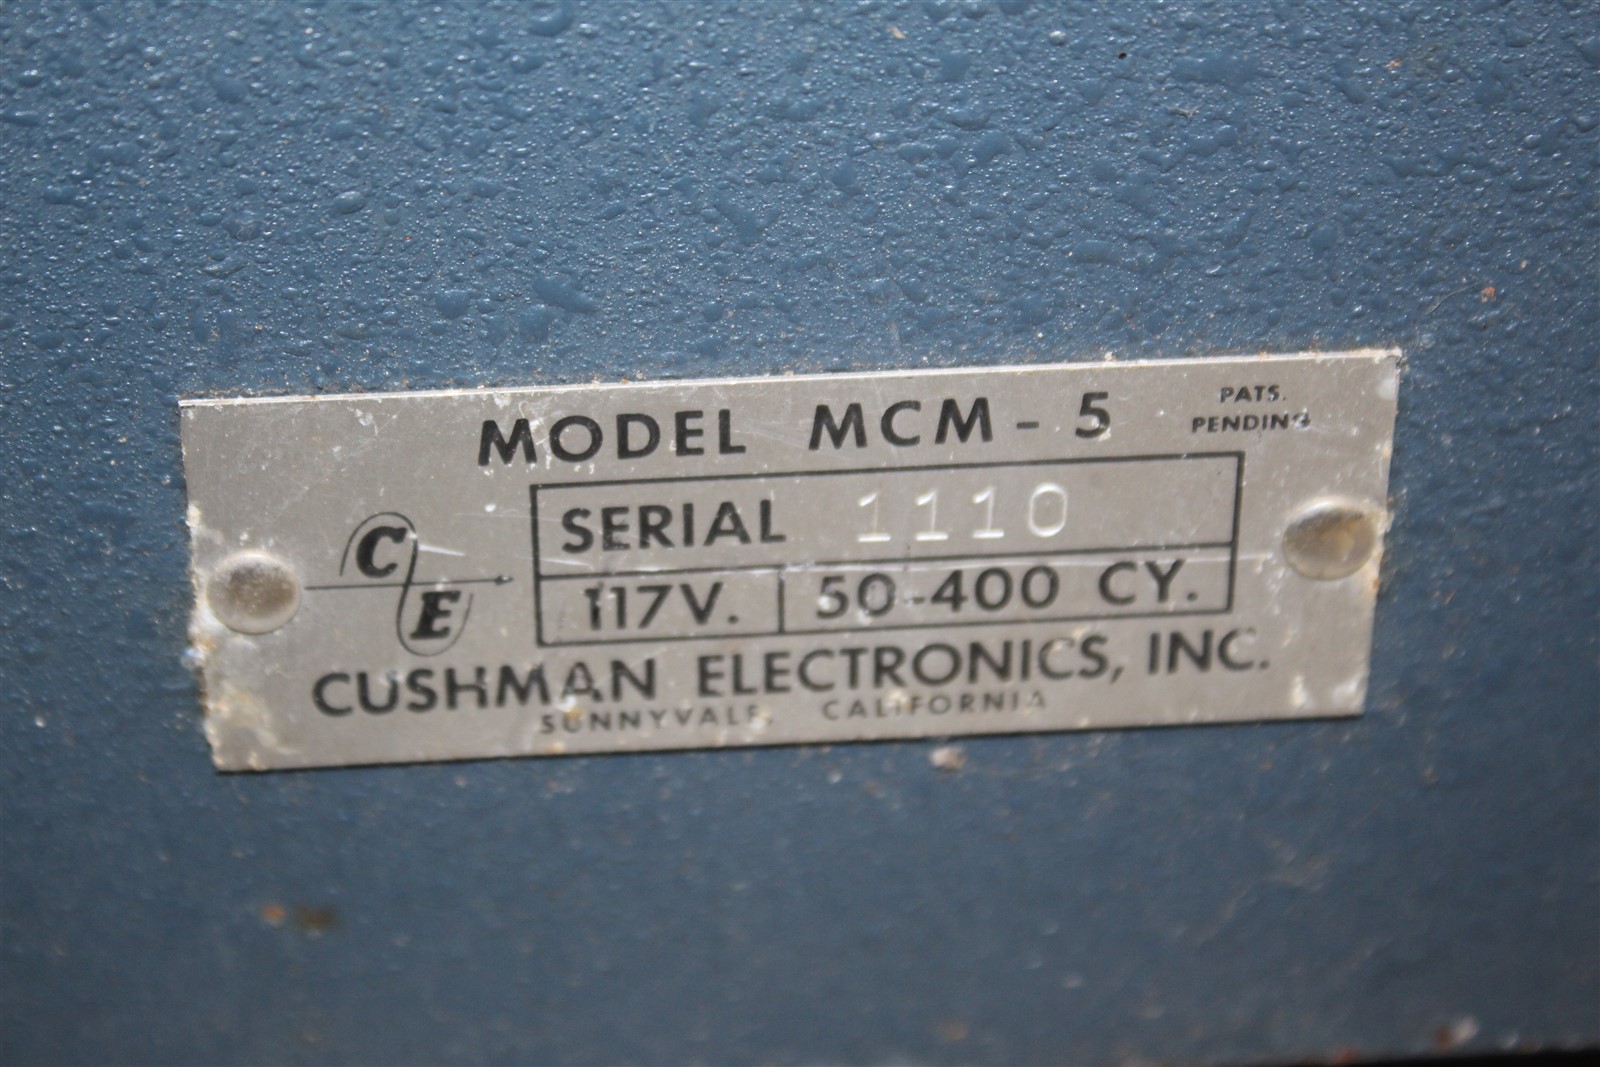 MODEL MCM - 5
PATS.
PENDING
SERIAL 1110
117V. 50-400 CY.
C
E
CUSHMAN ELECTRONICS, INC.
SUNNYVALE, CALIFORNIA